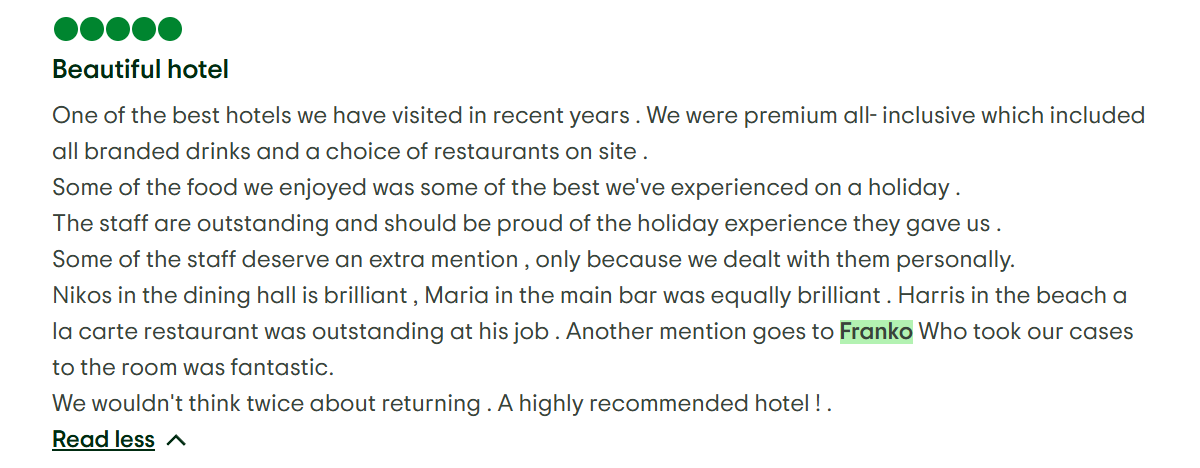 Beautiful hotel
One of the best hotels we have visited in recent years . We were premium all- inclusive which included
all branded drinks and a choice of restaurants on site .
Some of the food we enjoyed was some of the best we've experienced on a holiday .
The staff are outstanding and should be proud of the holiday experience they gave us .
Some of the staff deserve an extra mention , only because we dealt with them personally.
Nikos in the dining hall is brilliant , Maria in the main bar was equally brilliant . Harris in the beach a
la carte restaurant was outstanding at his job . Another mention goes to Franko Who took our cases
to the room was fantastic.
We wouldn't think twice about returning . A highly recommended hotel ! .
Read less